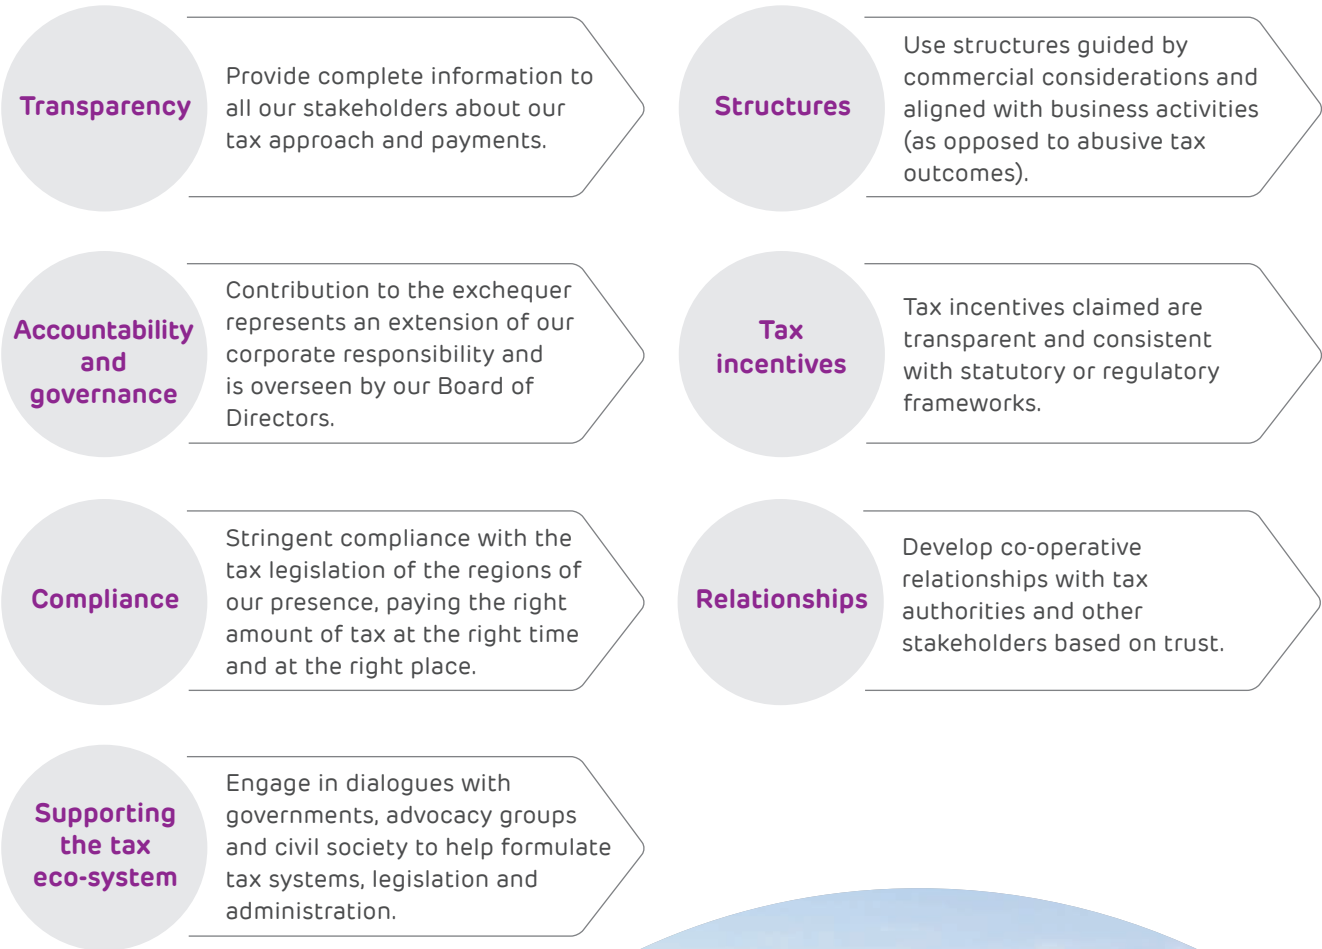 Transparency
Provide complete information to
all our stakeholders about our
tax approach and payments.
Structures
Use structures guided by
commercial considerations and
aligned with business activities
(as opposed to abusive tax
outcomes).
Accountability
and
governance
Contribution to the exchequer
represents an extension of our
corporate responsibility and
is overseen by our Board of
Directors.
Tax
incentives
Tax incentives claimed are
transparent and consistent
with statutory or regulatory
frameworks.
Compliance
Stringent compliance with the
tax legislation of the regions of
our presence, paying the right
amount of tax at the right time
and at the right place.
Relationships
Develop co-operative
relationships with tax
authorities and other
stakeholders based on trust.
Supporting
the tax
eco-system
Engage in dialogues with
governments, advocacy groups
and civil society to help formulate
tax systems, legislation and
administration.